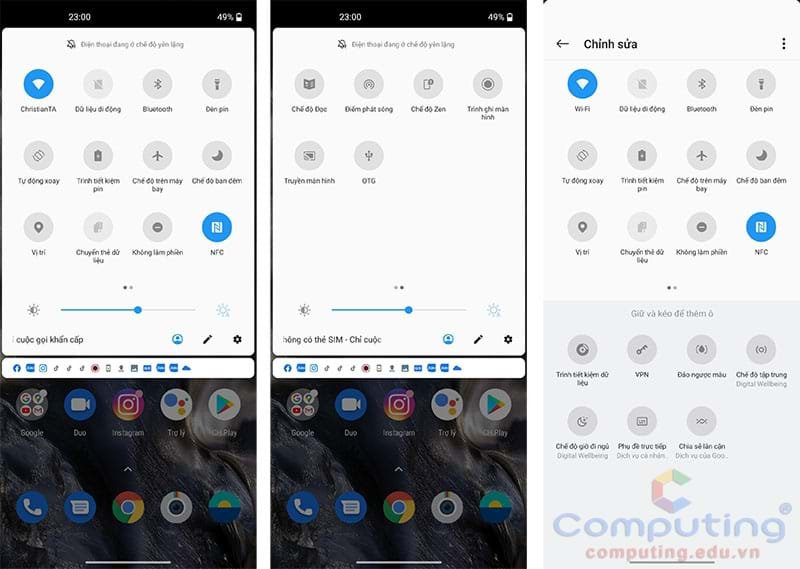 23:00
49%
Điện thoại đang ở chế độ yên lặng
ChristianTA
Dữ liệu di động
Bluetooth
Đèn pin
Tự động xoay
Trình tiết kiệm
pin
Chế độ trên máy
bay
Chế độ ban đêm
Vị trí
Chuyển thẻ dữ
liệu
Không làm phiền
NFC
cuộc gọi khẩn cấp
Google
Duo
Instagram
Trợ lý
CH Play
23:00
49%
Điện thoại đang ở chế độ yên lặng
Chế độ Đọc
Điểm phát sóng
Chế độ Zen
Trình ghi màn
hình
Truyền màn hình
OTG
hông có thẻ SIM - Chỉ cuộc
Google
Duo
Instagram
Trợ lý
CH Play
Chỉnh sửa
Wi-Fi
Dữ liệu di động
Bluetooth
Đèn pin
Tự động xoay
Trình tiết kiệm
pin
Chế độ trên máy
bay
Chế độ ban đêm
Vị trí
Chuyển thẻ dữ
liệu
Không làm phiền
NFC
Giữ và kéo để thêm ô
Trình tiết kiệm dữ
liệu
VPN
Đảo ngược màu
Chế độ tập trung
Digital Wellbeing
Chế độ giờ đi ngủ
Digital Wellbeing
Phụ đề trực tiếp
Dịch vụ cá nhân...
Chia sẻ lân cận
Dịch vụ của Goo...
Computing®
computing.edu.vn